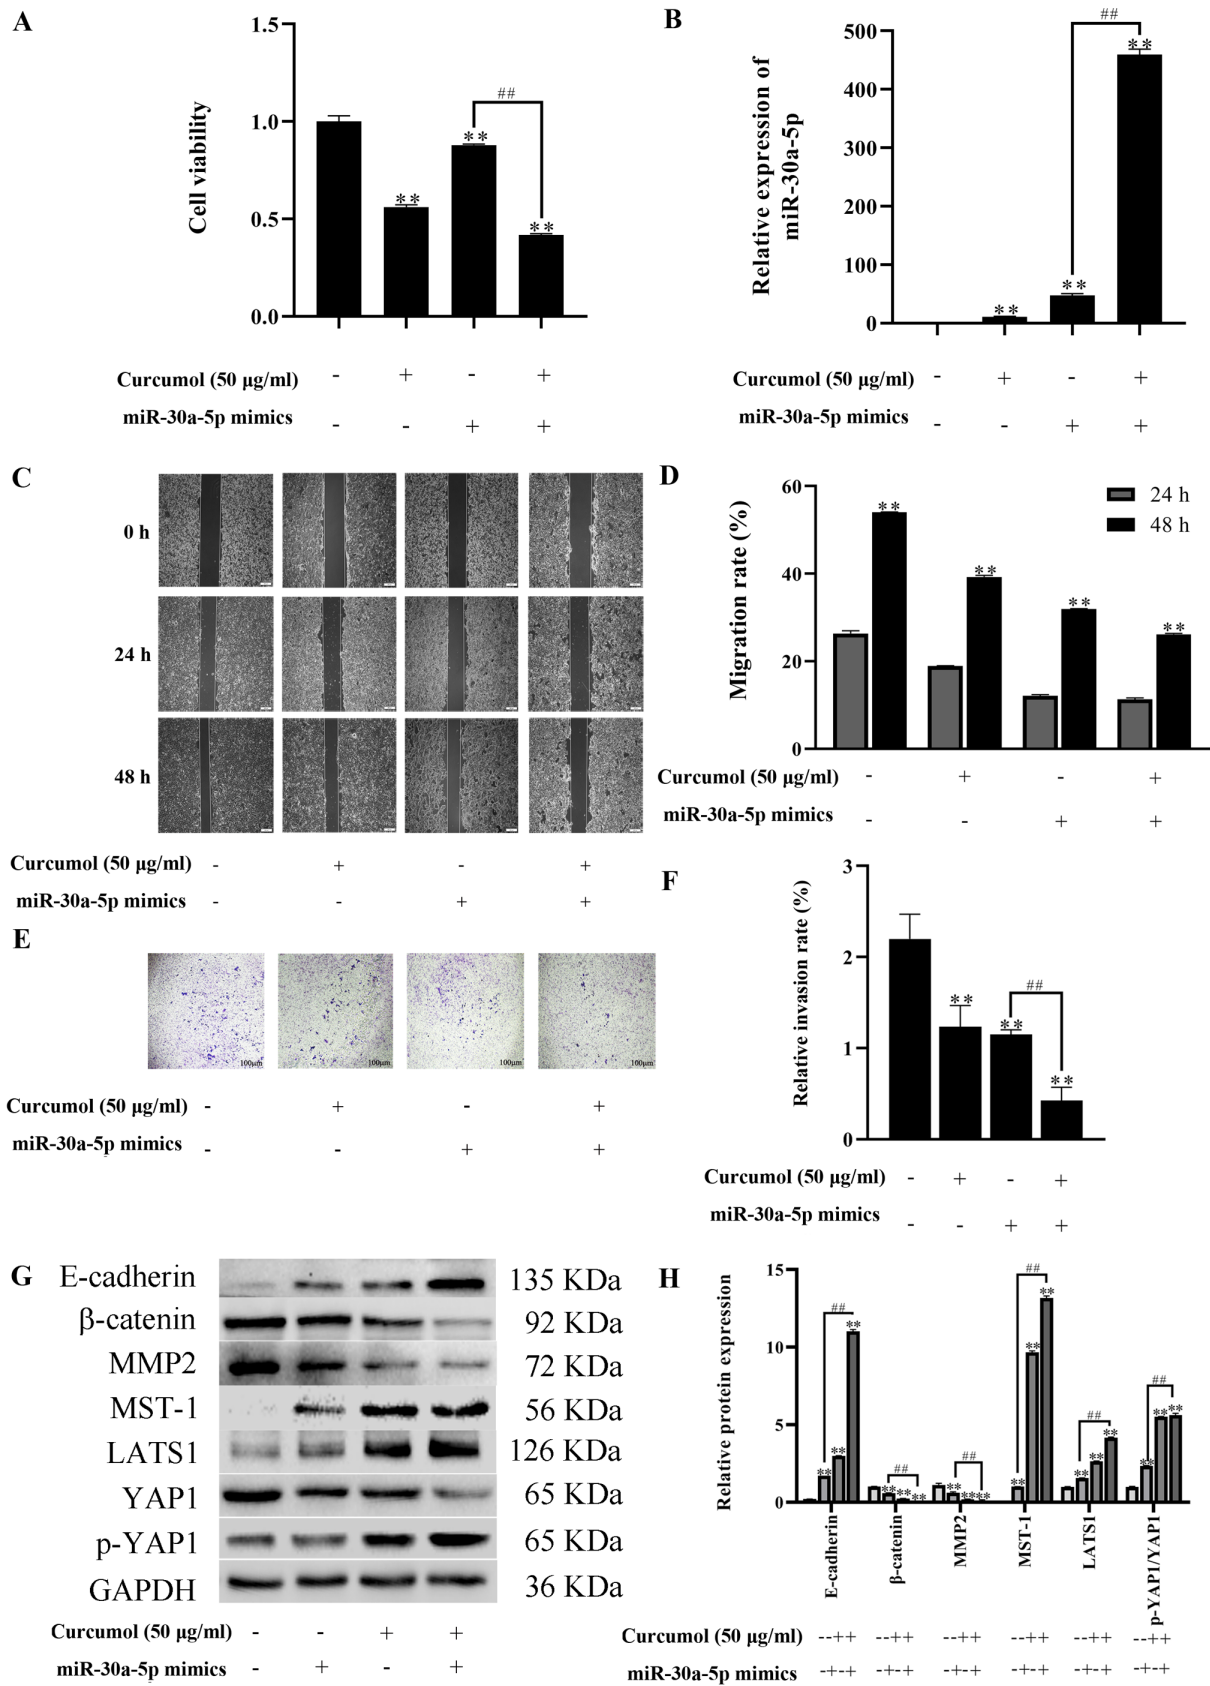 A
1.5
1.0
0.5
0.0
Cell viability
**
**
**
##
Curcumol (50 μg/ml) - + - +
miR-30a-5p mimics - - + +
B
500
400
300
200
100
0
Relative expression of
miR-30a-5p
**
**
**
##
Curcumol (50 μg/ml) - + - +
miR-30a-5p mimics - - + +
C
0 h
24 h
48 h
Curcumol (50 μg/ml) - + - +
miR-30a-5p mimics - - + +
D
60
40
20
0
Migration rate (%)
24 h
48 h
**
**
**
**
Curcumol (50 μg/ml) - + - +
miR-30a-5p mimics - - + +
E
100μm 100μm 100μm 100μm
Curcumol (50 μg/ml) - + - +
miR-30a-5p mimics - - + +
F
3
2
1
0
Relative invasion rate (%)
**
**
**
##
Curcumol (50 μg/ml) - + - +
miR-30a-5p mimics - - + +
G
E-cadherin 135 KDa
β-catenin 92 KDa
MMP2 72 KDa
MST-1 56 KDa
LATS1 126 KDa
YAP1 65 KDa
p-YAP1 65 KDa
GAPDH 36 KDa
Curcumol (50 μg/ml) - - + +
miR-30a-5p mimics - + - +
H
15
10
5
0
Relative protein expression
** ** ** ##
** ** ** ##
** ** ** ##
** ** ** ##
** ** ** ##
** ** ** ##
E-cadherin
β-catenin
MMP2
MST-1
LATS1
p-YAP1/YAP1
Curcumol (50 μg/ml) --++ --++ --++ --++ --++ --++
miR-30a-5p mimics -+-+ -+-+ -+-+ -+-+ -+-+ -+-+